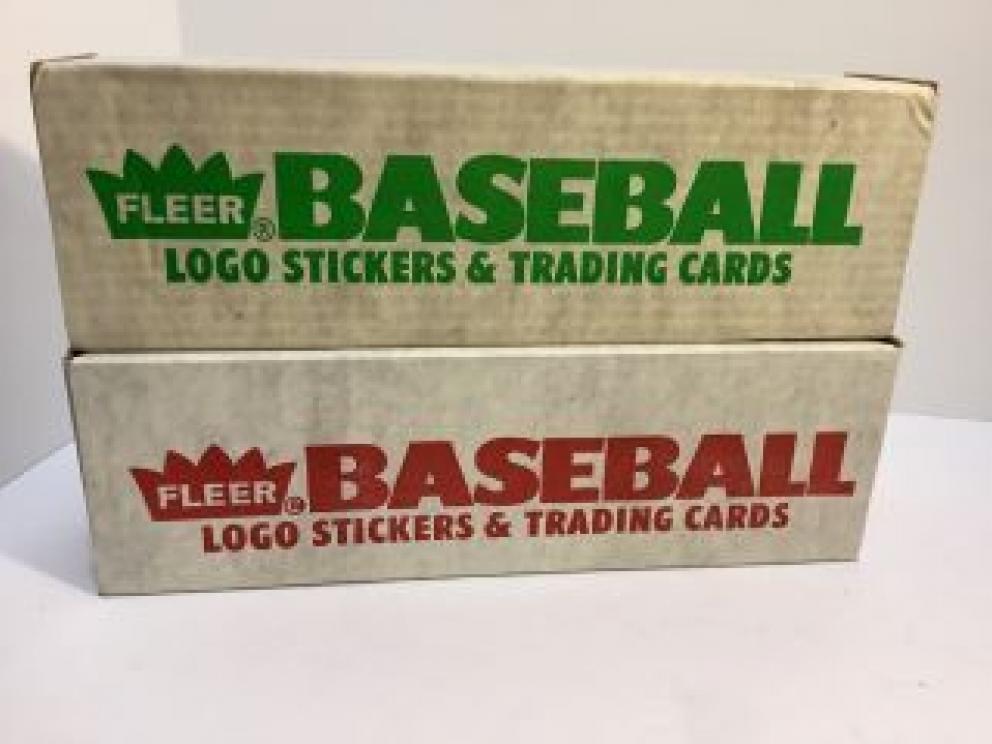 FLEER® BASEBALL
LOGO STICKERS & TRADING CARDS
FLEER® BASEBALL
LOGO STICKERS & TRADING CARDS